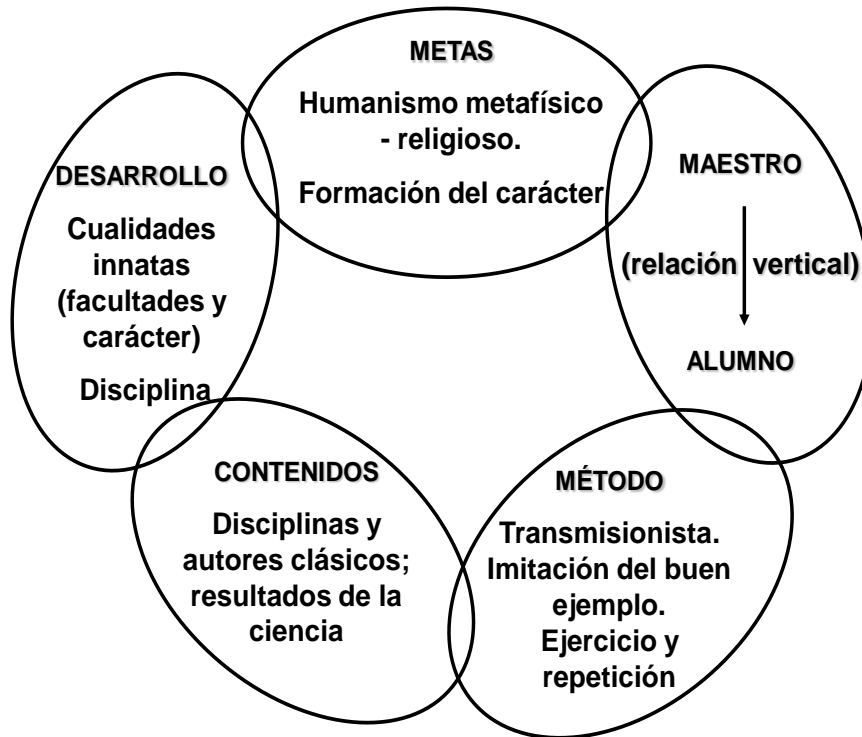 METAS
Humanismo metafísico
- religioso.
Formación del carácter
MAESTRO
(relación vertical)
ALUMNO
DESARROLLO
Cualidades
innatas
(facultades y
carácter)
Disciplina
CONTENIDOS
Disciplinas y
autores clásicos;
resultados de la
ciencia
MÉTODO
Transmisionista.
Imitación del buen
ejemplo.
Ejercicio y
repetición